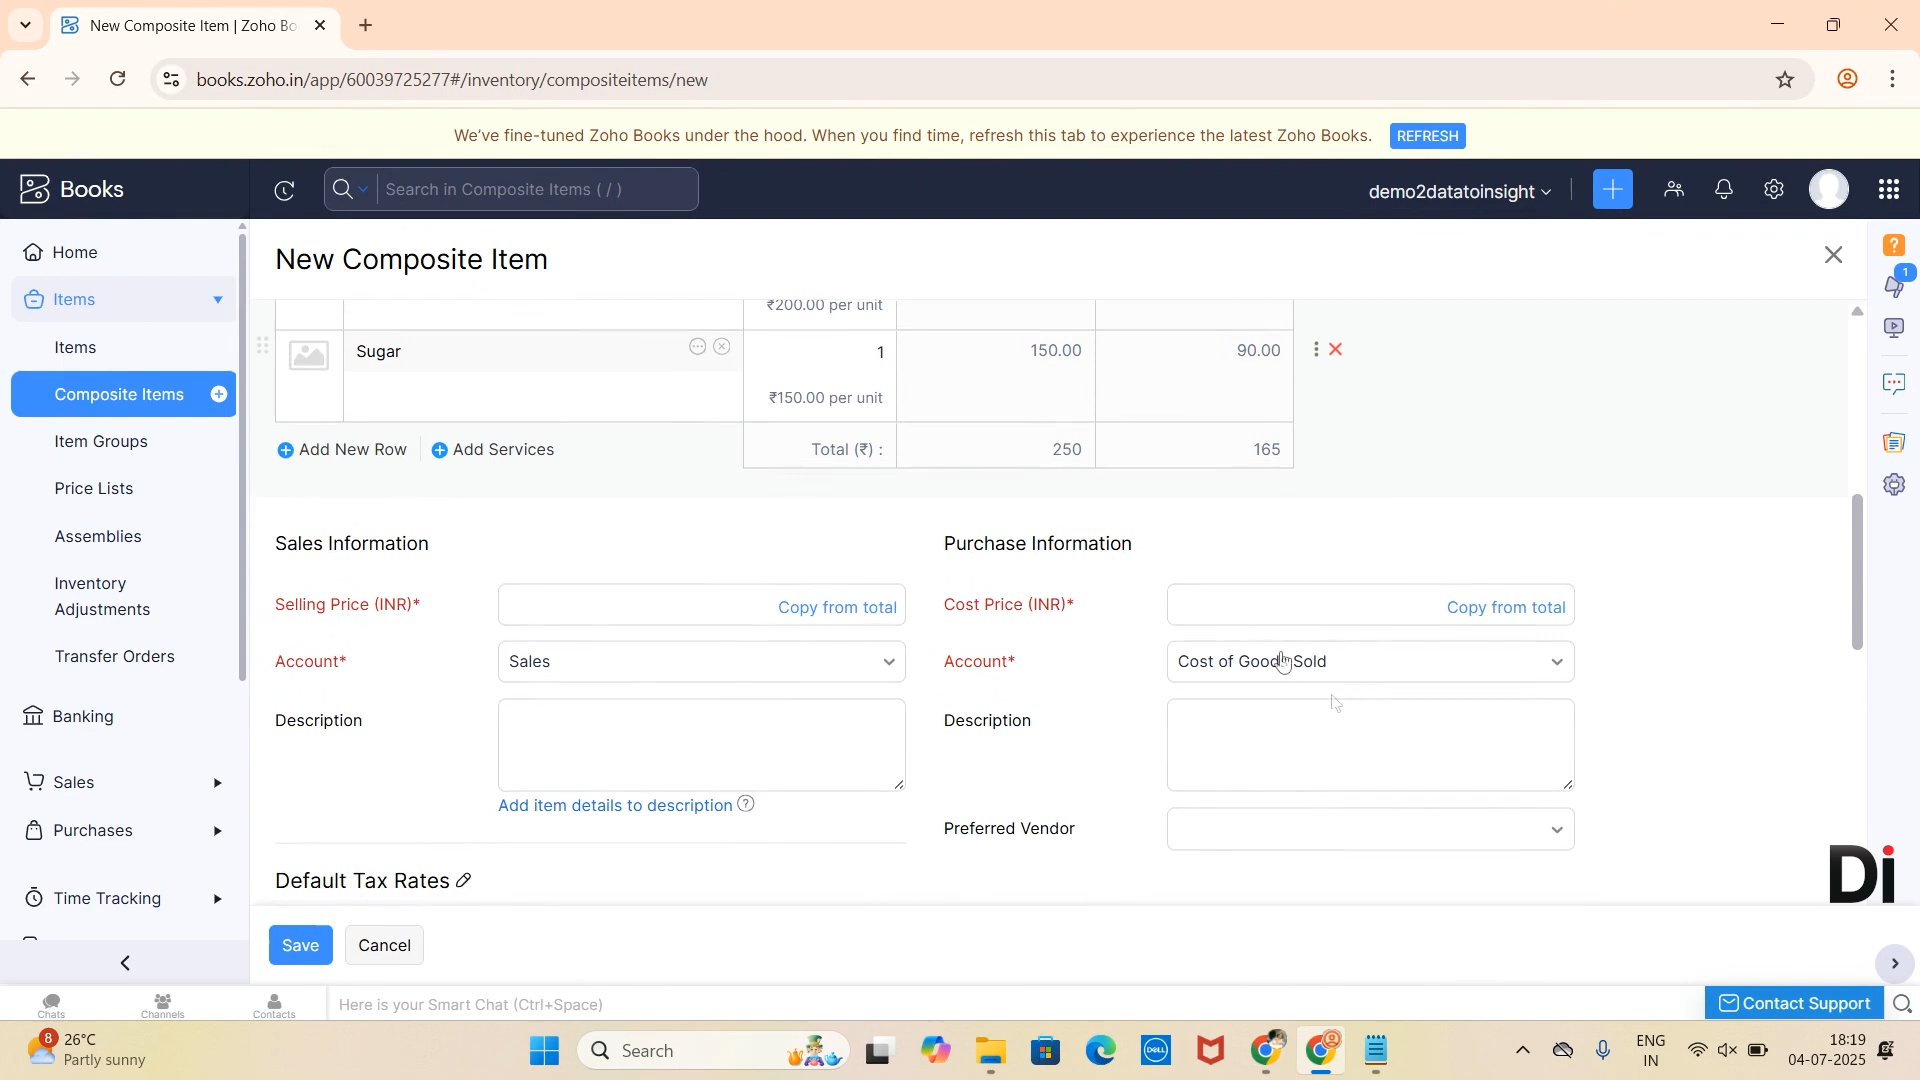 New Composite Item | Zoho Bo
books.zoho.in/app/60039725277#/inventory/compositeitems/new
We've fine-tuned Zoho Books under the hood. When you find time, refresh this tab to experience the latest Zoho Books. REFRESH
Books
Search in Composite Items ( / )
demo2datatoinsight
Home
Items
Items
Composite Items
Item Groups
Price Lists
Assemblies
Inventory
Adjustments
Transfer Orders
Banking
Sales
Purchases
Time Tracking
New Composite Item
₹200.00 per unit
Sugar 1 150.00 90.00
₹150.00 per unit
Add New Row Add Services Total (₹) : 250 165
Sales Information
Selling Price (INR)* Copy from total
Account* Sales
Description
Add item details to description ?
Default Tax Rates
Purchase Information
Cost Price (INR)* Copy from total
Account* Cost of Goods Sold
Description
Preferred Vendor
Save Cancel
?
1
Di
Chats Channels Contacts
Here is your Smart Chat (Ctrl+Space)
Contact Support
8
26°C
Partly sunny
Search
DELL
ENG
IN
18:19
04-07-2025